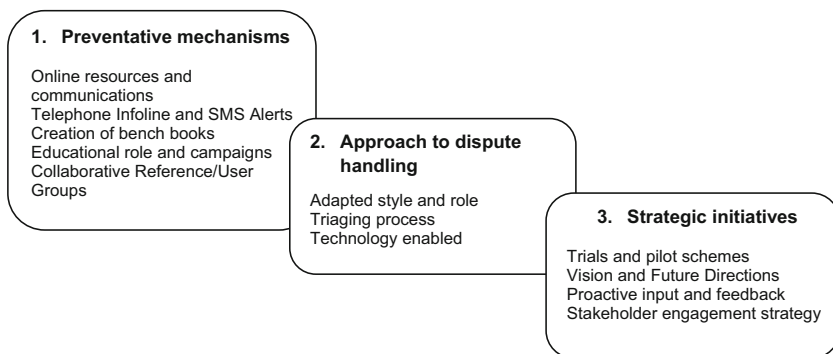 1. Preventative mechanisms
Online resources and
communications
Telephone Infoline and SMS Alerts
Creation of bench books
Educational role and campaigns
Collaborative Reference/User
Groups
2. Approach to dispute
handling
Adapted style and role
Triaging process
Technology enabled
3. Strategic initiatives
Trials and pilot schemes
Vision and Future Directions
Proactive input and feedback
Stakeholder engagement strategy